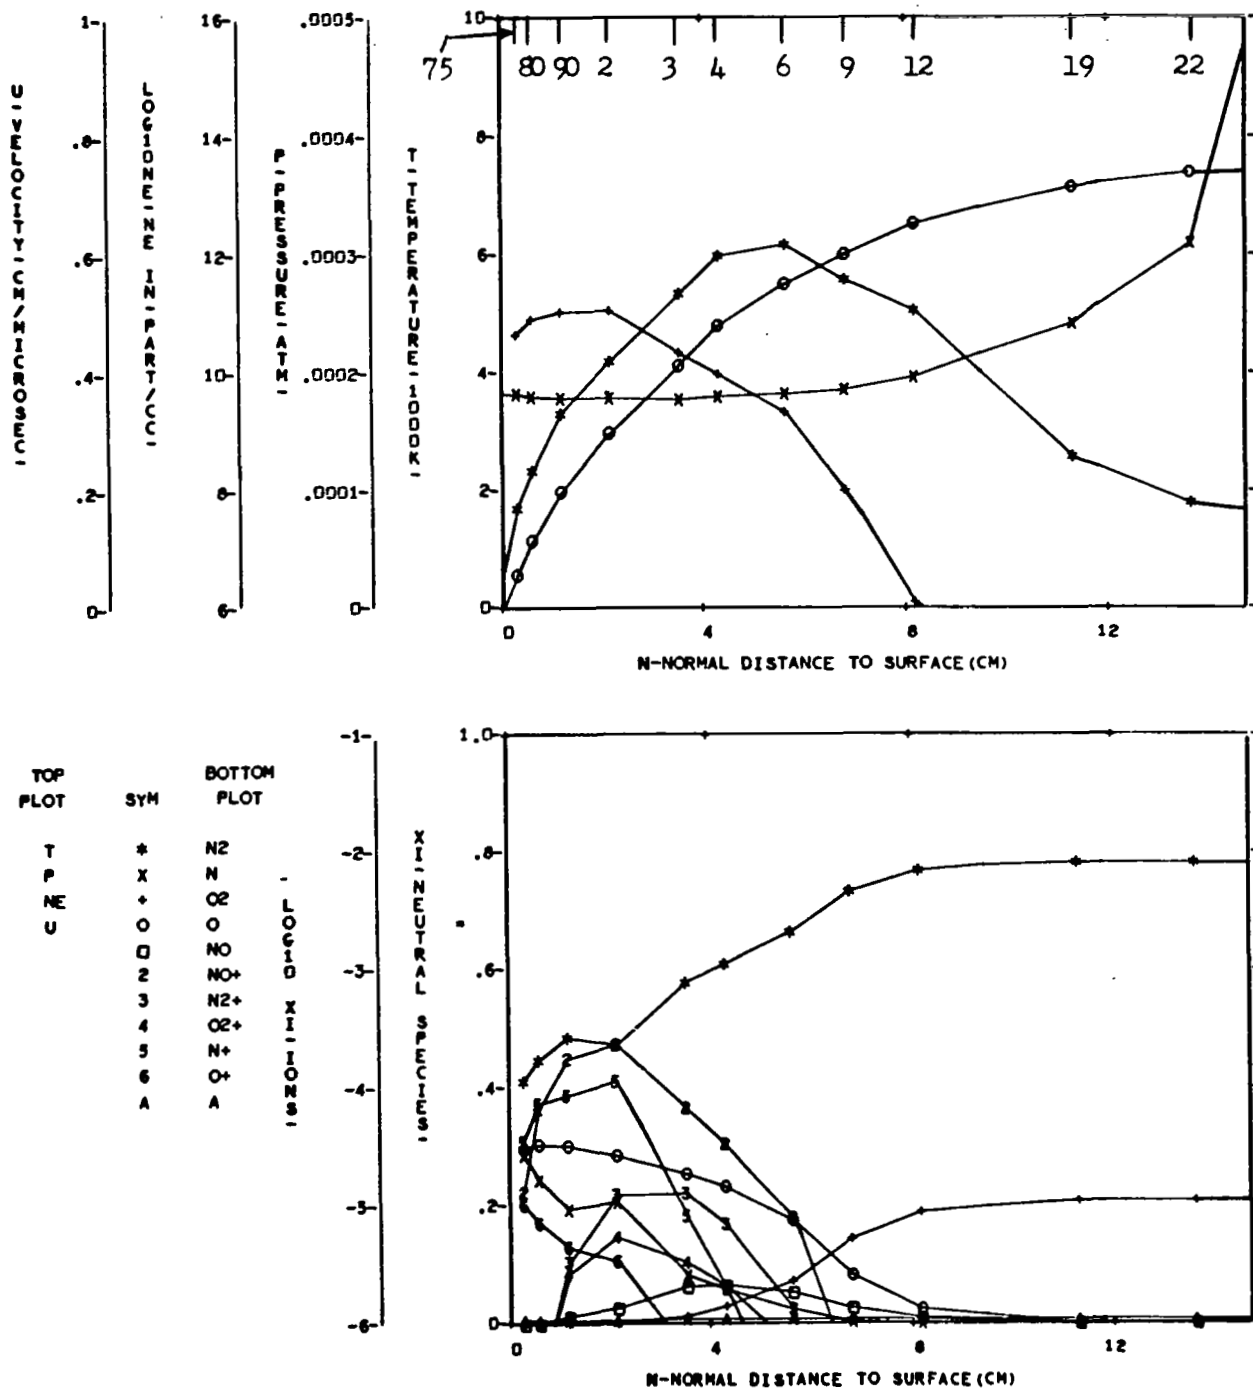 1- 16- .0005- 10-
75 80 90 2 3 4 6 9 12 19 22
.8- 14- .0004- 8-
.6- 12- .0003- 6-
.4- 10- .0002- 4-
.2- 8- .0001- 2-
0- 6- 0- 0-
U-VELOCITY-CM/MICROSEC-
LOG10NE-NE IN-PART/CC-
P-PRESSURE-ATM-
T-TEMPERATURE-1000K-
0 4 8 12
N-NORMAL DISTANCE TO SURFACE(CM)
TOP PLOT SYM BOTTOM PLOT
T * N2
P X N
NE + O2
U O O
□ NO
2 NO+
3 N2+
4 O2+
5 N+
6 O+
A A
-1- 1.0-
-2- .8-
-3- .6-
-4- .4-
-5- .2-
-6- 0-
- LOG10 XI-IONS-
XI-NEUTRAL SPECIES-
0 4 8 12
N-NORMAL DISTANCE TO SURFACE(CM)